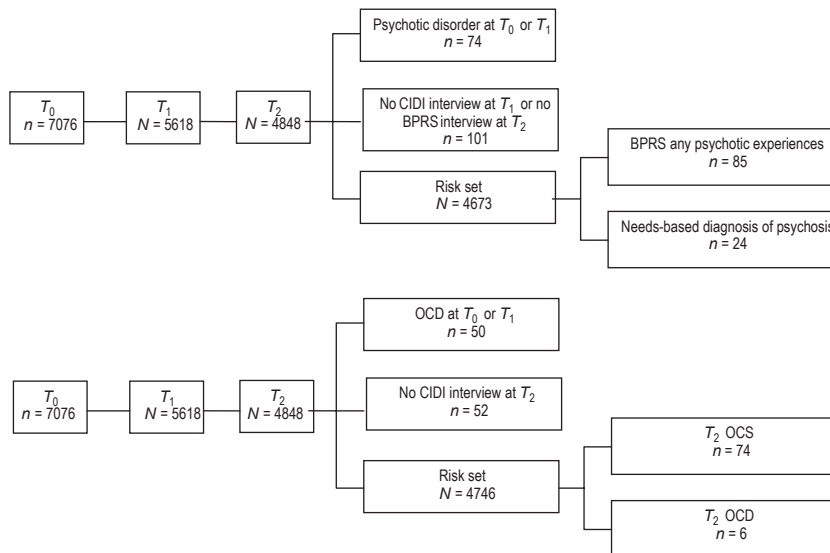 T0
n = 7076
T1
N = 5618
T2
N = 4848
Psychotic disorder at T0 or T1
n = 74
No CIDI interview at T1 or no
BPRS interview at T2
n = 101
Risk set
N = 4673
BPRS any psychotic experiences
n = 85
Needs-based diagnosis of psychosis
n = 24
T0
n = 7076
T1
N = 5618
T2
N = 4848
OCD at T0 or T1
n = 50
No CIDI interview at T2
n = 52
Risk set
N = 4746
T2 OCS
n = 74
T2 OCD
n = 6